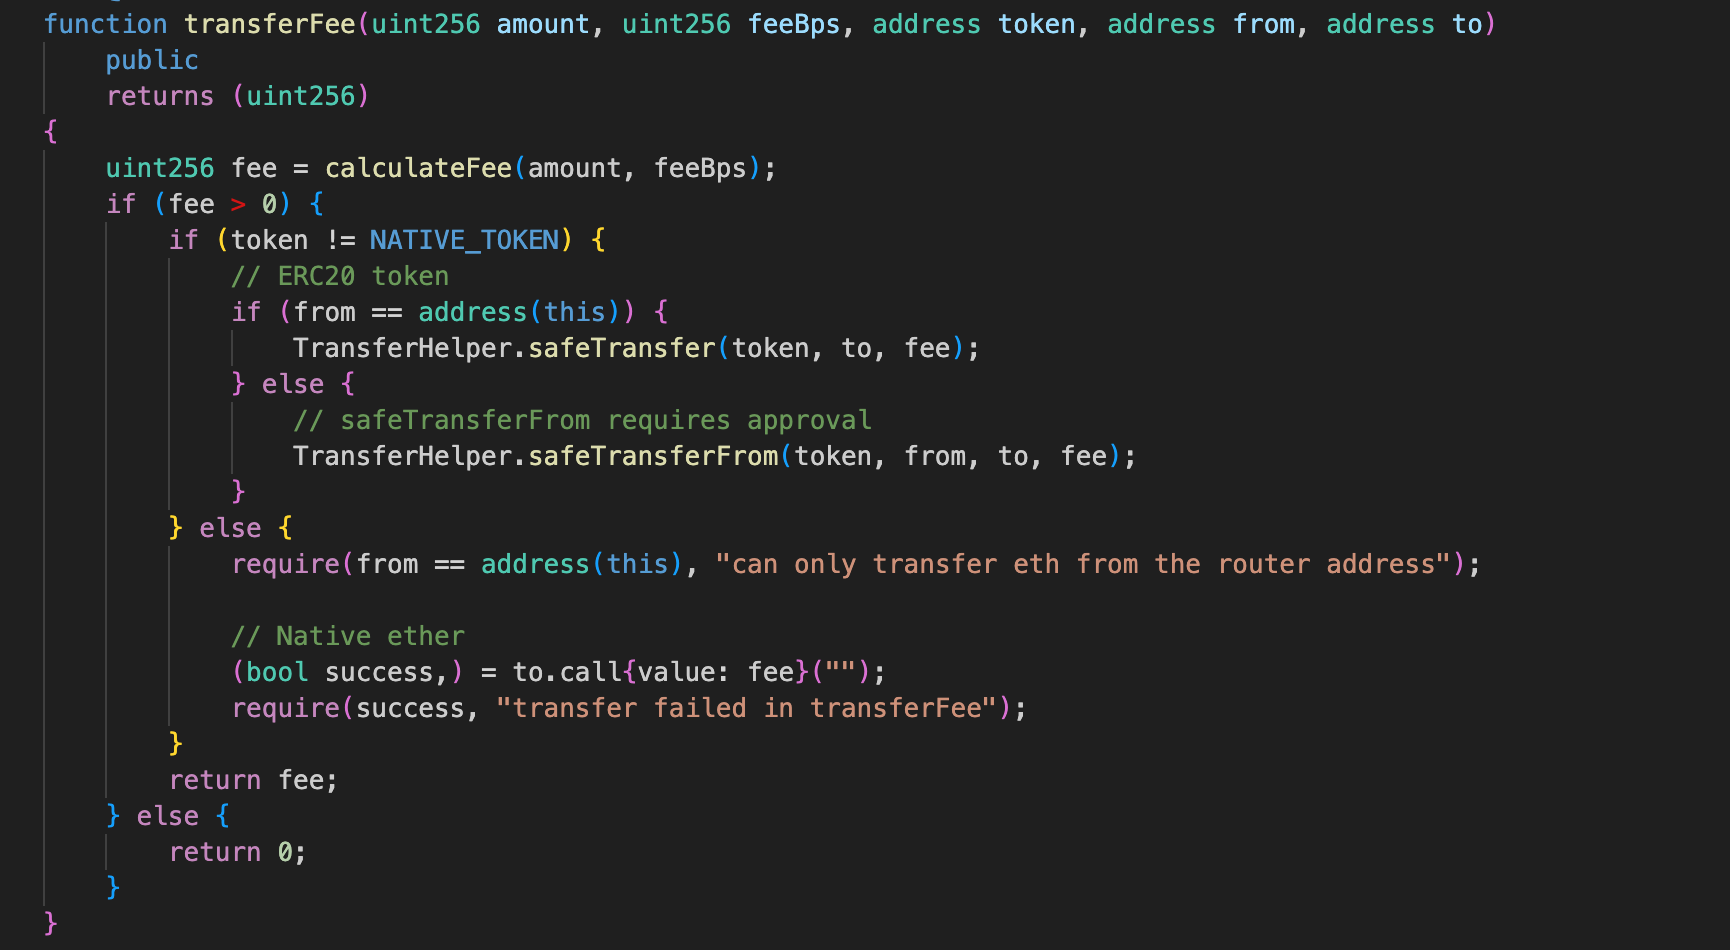 function transferFee(uint256 amount, uint256 feeBps, address token, address from, address to)
    public
    returns (uint256)
{
    uint256 fee = calculateFee(amount, feeBps);
    if (fee > 0) {
        if (token != NATIVE_TOKEN) {
            // ERC20 token
            if (from == address(this)) {
                TransferHelper.safeTransfer(token, to, fee);
            } else {
                // safeTransferFrom requires approval
                TransferHelper.safeTransferFrom(token, from, to, fee);
            }
        } else {
            require(from == address(this), "can only transfer eth from the router address");

            // Native ether
            (bool success,) = to.call{value: fee}("");
            require(success, "transfer failed in transferFee");
        }
        return fee;
    } else {
        return 0;
    }
}